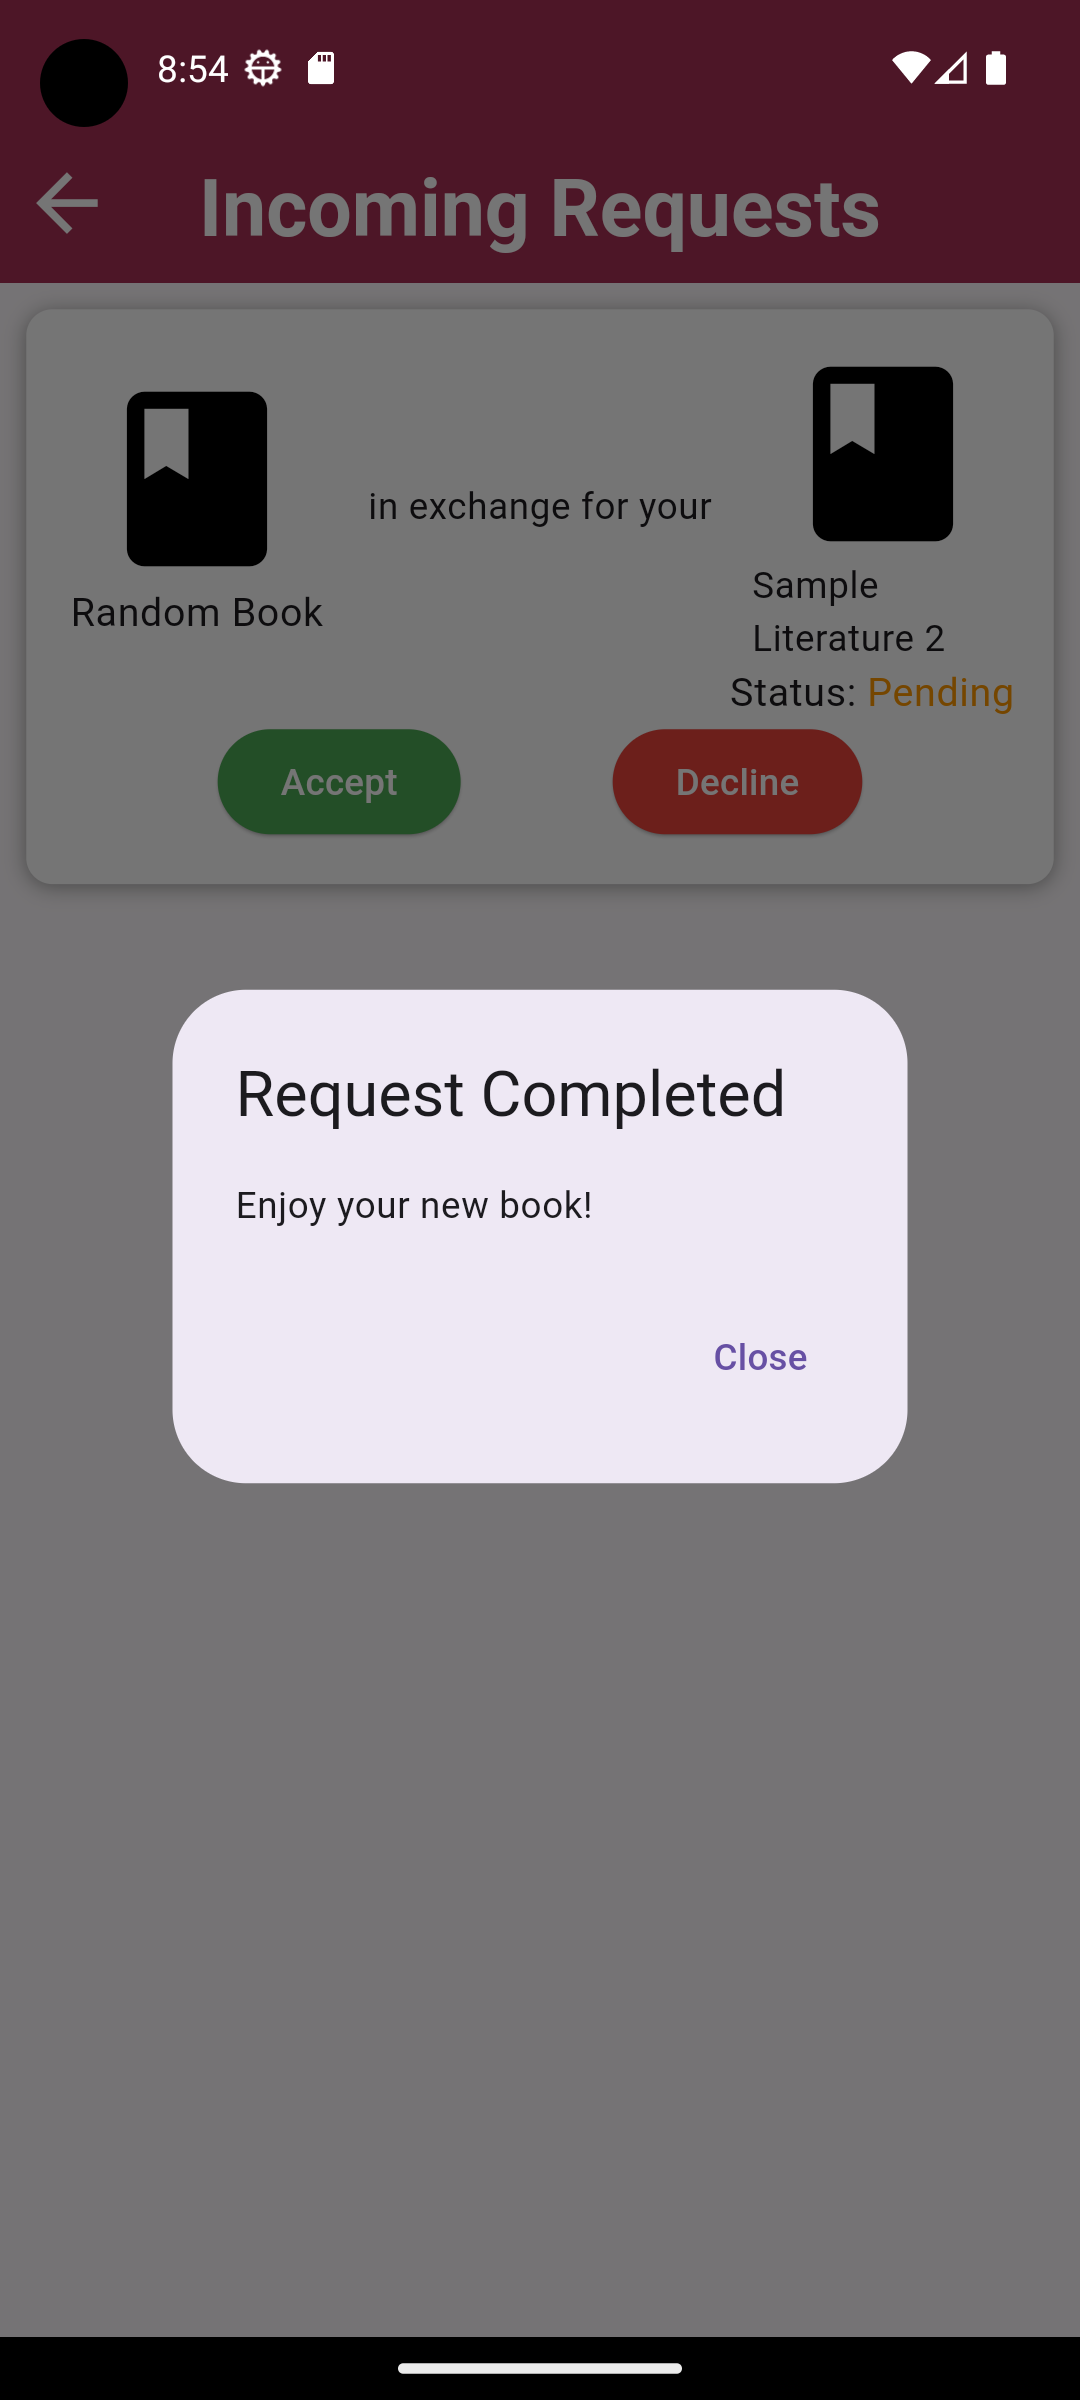 8:54
Incoming Requests
in exchange for your
Random Book
Sample
Literature 2
Status: Pending
Accept
Decline
Request Completed
Enjoy your new book!
Close